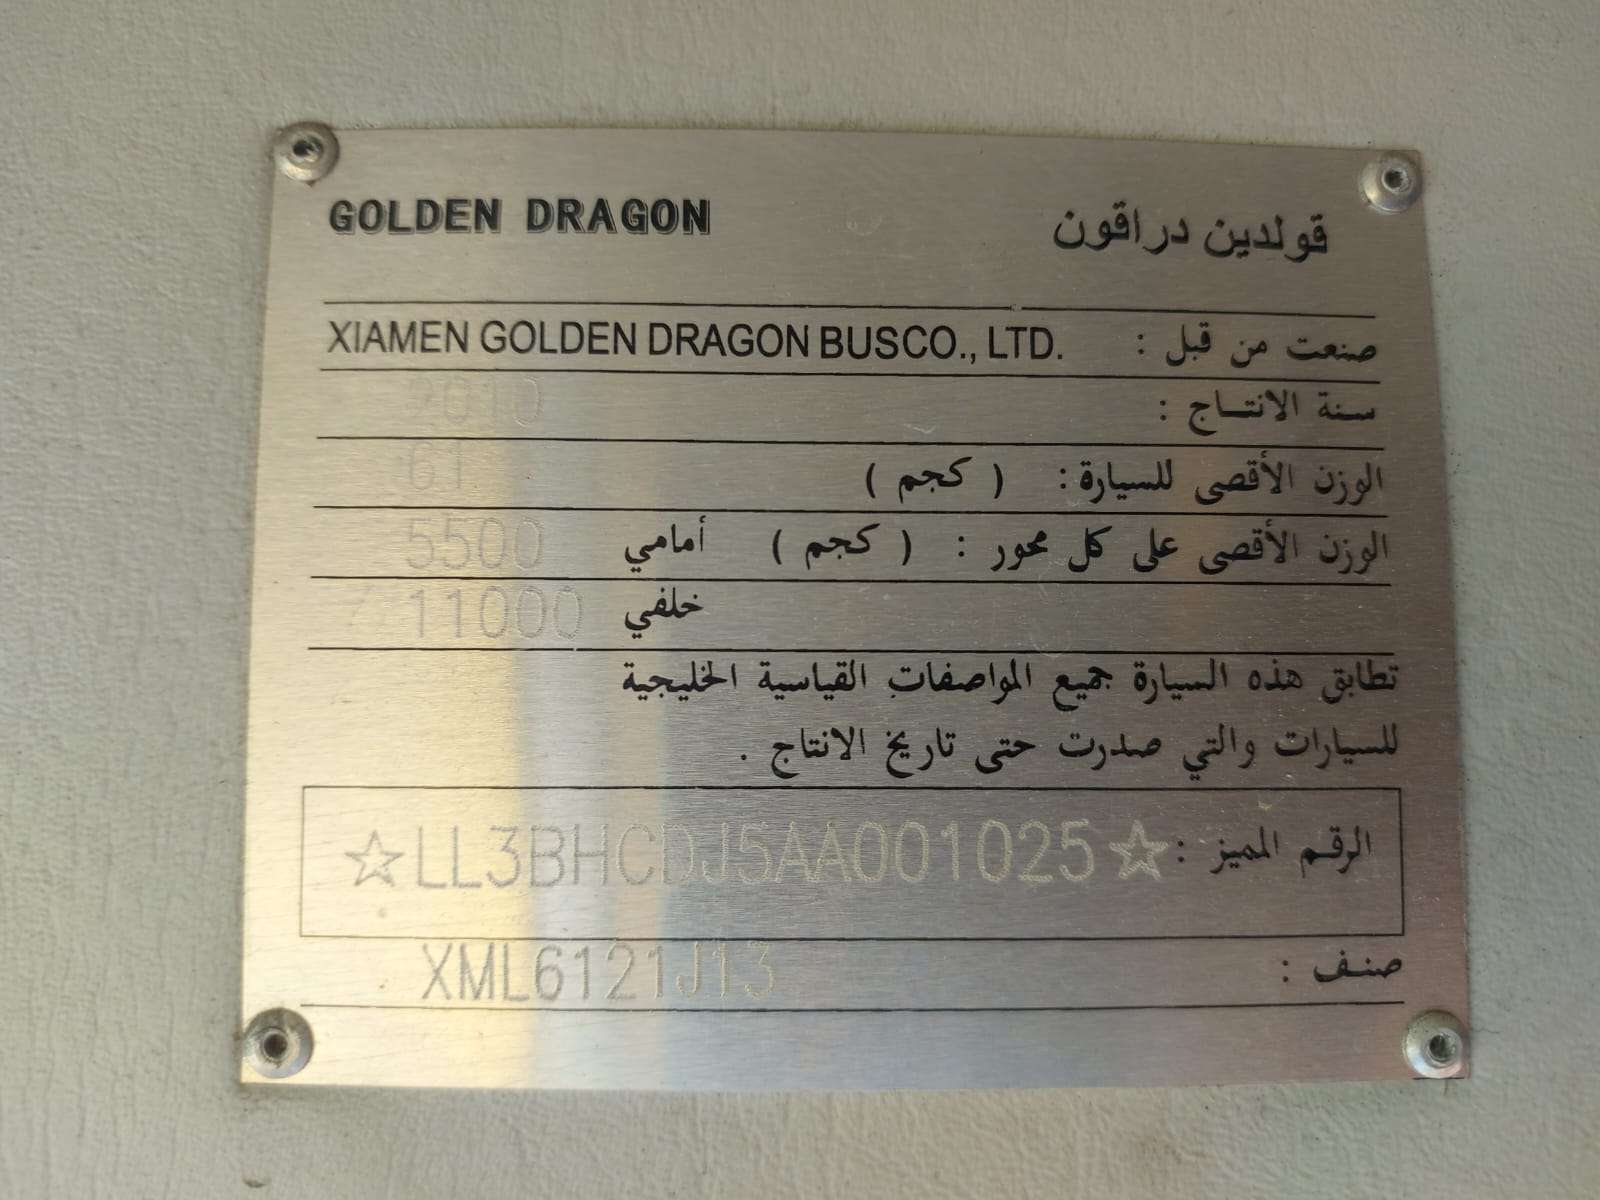 GOLDEN DRAGON قولدين دراقون
XIAMEN GOLDEN DRAGON BUSCO., LTD. صنعت من قبل :
سنة الانتاج : 2010
الوزن الأقصى للسيارة: ( كجم )
الوزن الأقصى على كل محور : ( كجم ) أمامي 5500
خلفي 11000
تطابق هذه السيارة جميع المواصفات القياسية الخليجية
للسيارات والتي صدرت حتى تاريخ الانتاج .
الرقم المميز : ☆LL3BHCDJ5AA001025☆
صنف : XML6121J13